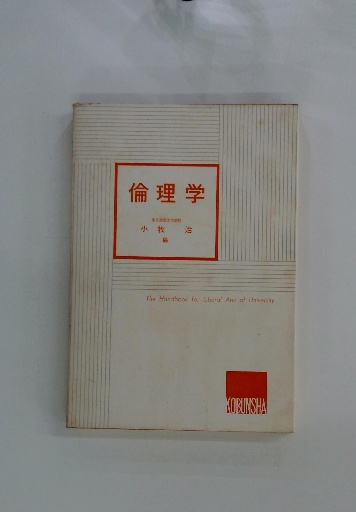 倫理学
小牧 治
編
The Handbook for Liberal Arts of University
KOBUNSHA